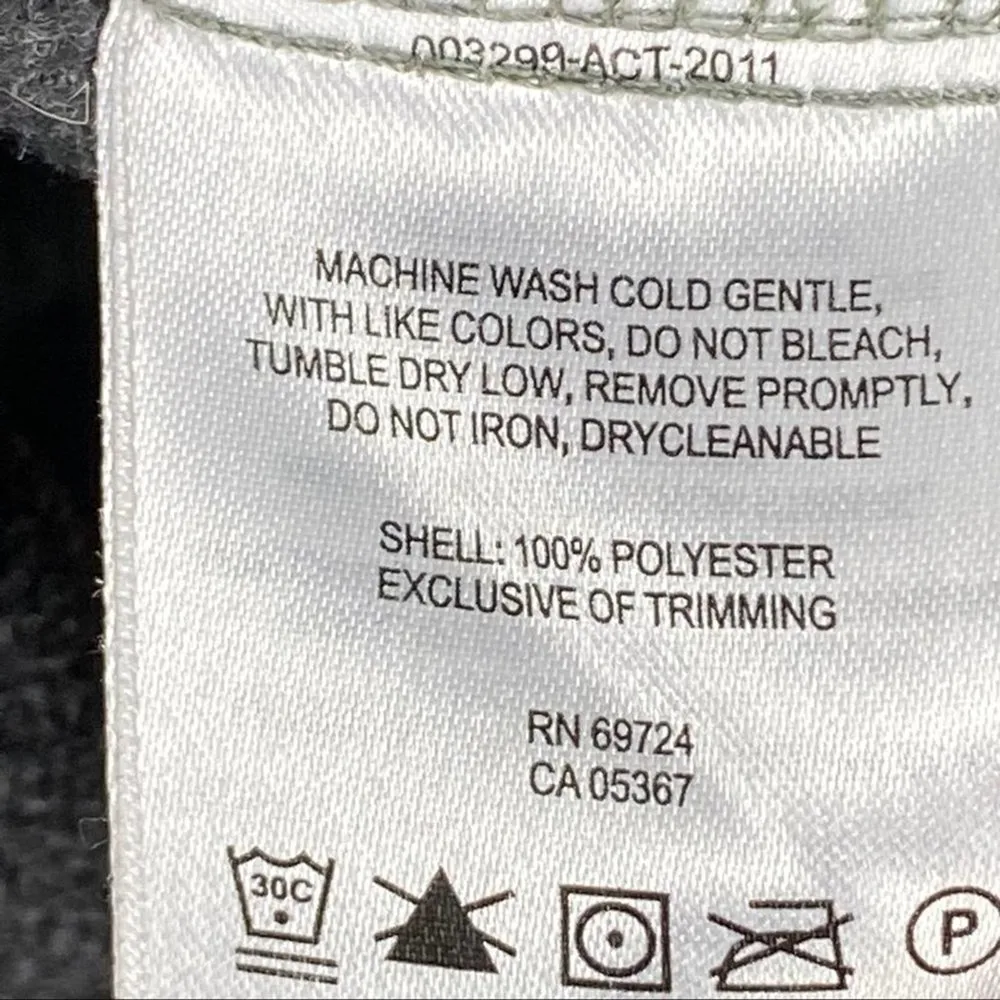 003299-ACT-2011
MACHINE WASH COLD GENTLE,
WITH LIKE COLORS, DO NOT BLEACH,
TUMBLE DRY LOW, REMOVE PROMPTLY,
DO NOT IRON, DRYCLEANABLE
SHELL: 100% POLYESTER
EXCLUSIVE OF TRIMMING
RN 69724
CA 05367
30C P